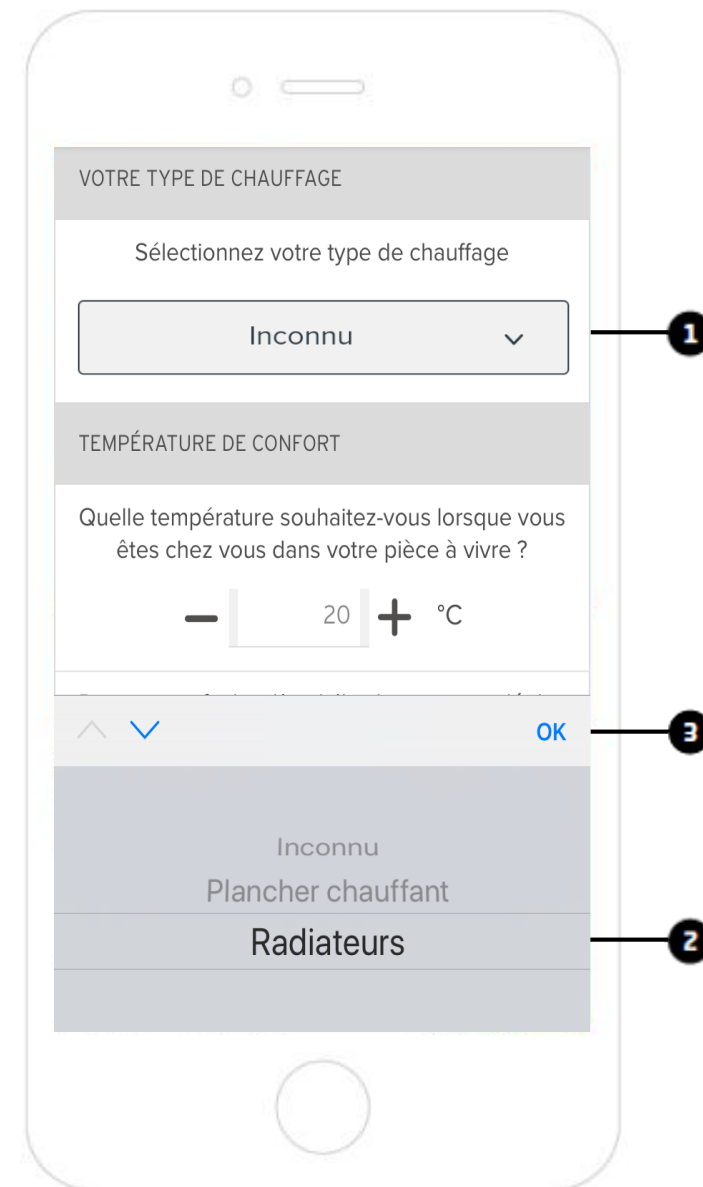 VOTRE TYPE DE CHAUFFAGE
Sélectionnez votre type de chauffage
Inconnu
1
TEMPÉRATURE DE CONFORT
Quelle température souhaitez-vous lorsque vous
êtes chez vous dans votre pièce à vivre ?
20 °C
OK
3
Inconnu
Plancher chauffant
Radiateurs
2